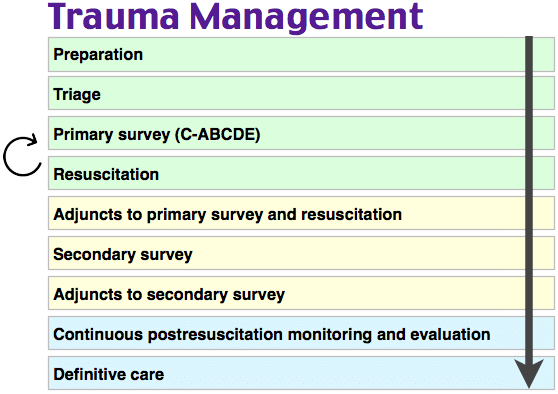 Trauma Management
Preparation
Triage
Primary survey (C-ABCDE)
Resuscitation
Adjuncts to primary survey and resuscitation
Secondary survey
Adjuncts to secondary survey
Continuous postresuscitation monitoring and evaluation
Definitive care